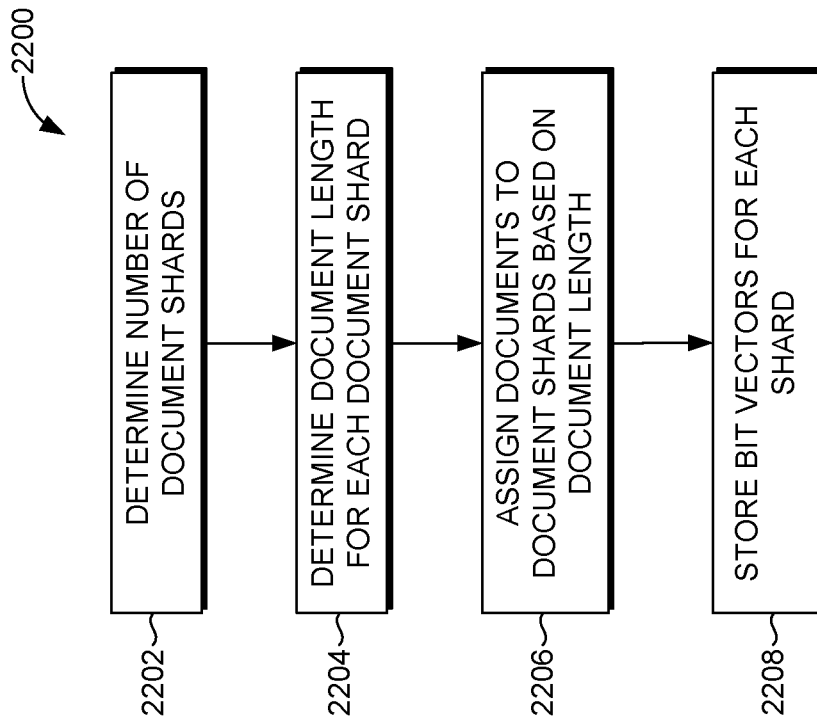 2200
2202
DETERMINE NUMBER OF
DOCUMENT SHARDS
2204
DETERMINE DOCUMENT LENGTH
FOR EACH DOCUMENT SHARD
2206
ASSIGN DOCUMENTS TO
DOCUMENT SHARDS BASED ON
DOCUMENT LENGTH
2208
STORE BIT VECTORS FOR EACH
SHARD